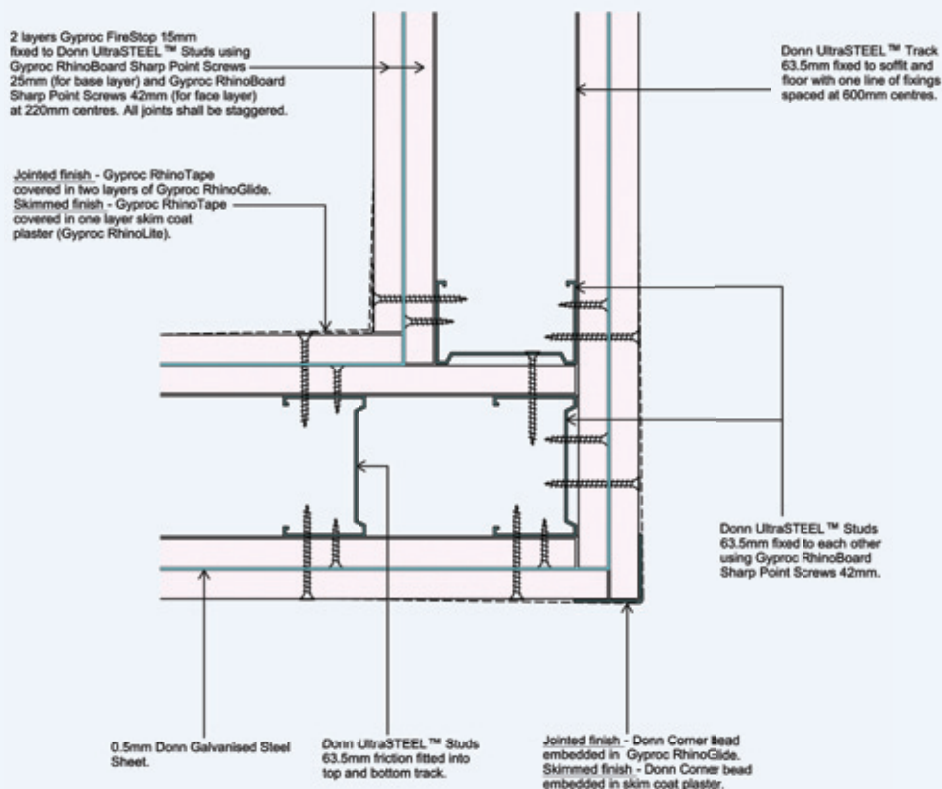 2 layers Gyproc FireStop 15mm
fixed to Donn UltraSTEEL™ Studs using
Gyproc RhinoBoard Sharp Point Screws
25mm (for base layer) and Gyproc RhinoBoard
Sharp Point Screws 42mm (for face layer)
at 220mm centres. All joints shall be staggered.
Donn UltraSTEEL™ Track
63.5mm fixed to soffit and
floor with one line of fixings
spaced at 600mm centres.
Jointed finish - Gyproc RhinoTape
covered in two layers of Gyproc RhinoGlide.
Skimmed finish - Gyproc RhinoTape
covered in one layer skim coat
plaster (Gyproc RhinoLite).
Donn UltraSTEEL™ Studs
63.5mm fixed to each other
using Gyproc RhinoBoard
Sharp Point Screws 42mm.
0.5mm Donn Galvanised Steel
Sheet.
Donn UltraSTEEL™ Studs
63.5mm friction fitted into
top and bottom track.
Jointed finish - Donn Corner bead
embedded in Gyproc RhinoGlide.
Skimmed finish - Donn Corner bead
embedded in skim coat plaster.